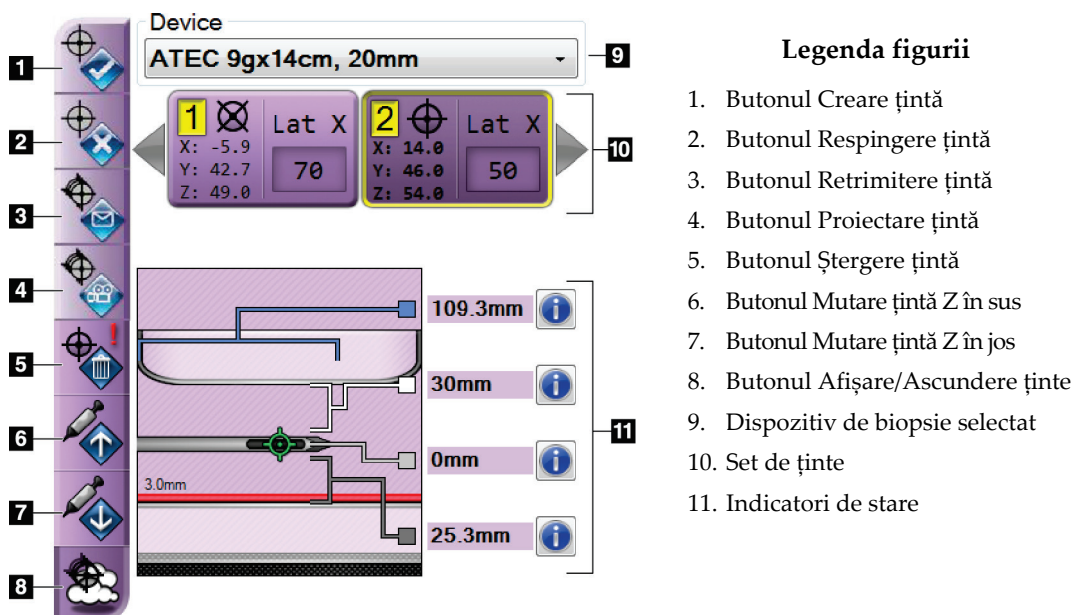 Device
1
ATEC 9gx14cm, 20mm
9
2
1
X: -5.9
Y: 42.7
Z: 49.0
Lat X
70
2
X: 14.0
Y: 46.0
Z: 54.0
Lat X
50
10
3
4
109.3mm
5
!
30mm
6
0mm
11
3.0mm
7
25.3mm
8
Legenda figurii
1. Butonul Creare țintă
2. Butonul Respingere țintă
3. Butonul Retrimitere țintă
4. Butonul Proiectare țintă
5. Butonul Ștergere țintă
6. Butonul Mutare țintă Z în sus
7. Butonul Mutare țintă Z în jos
8. Butonul Afișare/Ascundere ținte
9. Dispozitiv de biopsie selectat
10. Set de ținte
11. Indicatori de stare